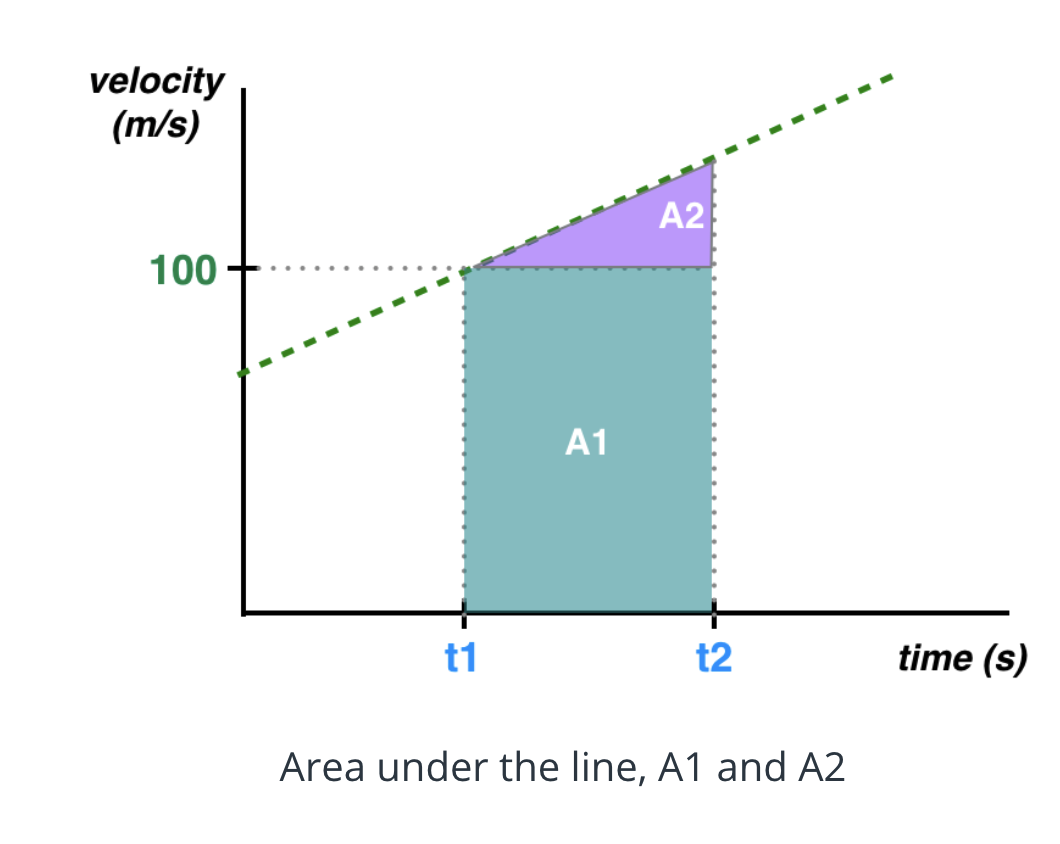 velocity
(m/s)
A2
100
A1
t1
t2
time (s)
Area under the line, A1 and A2